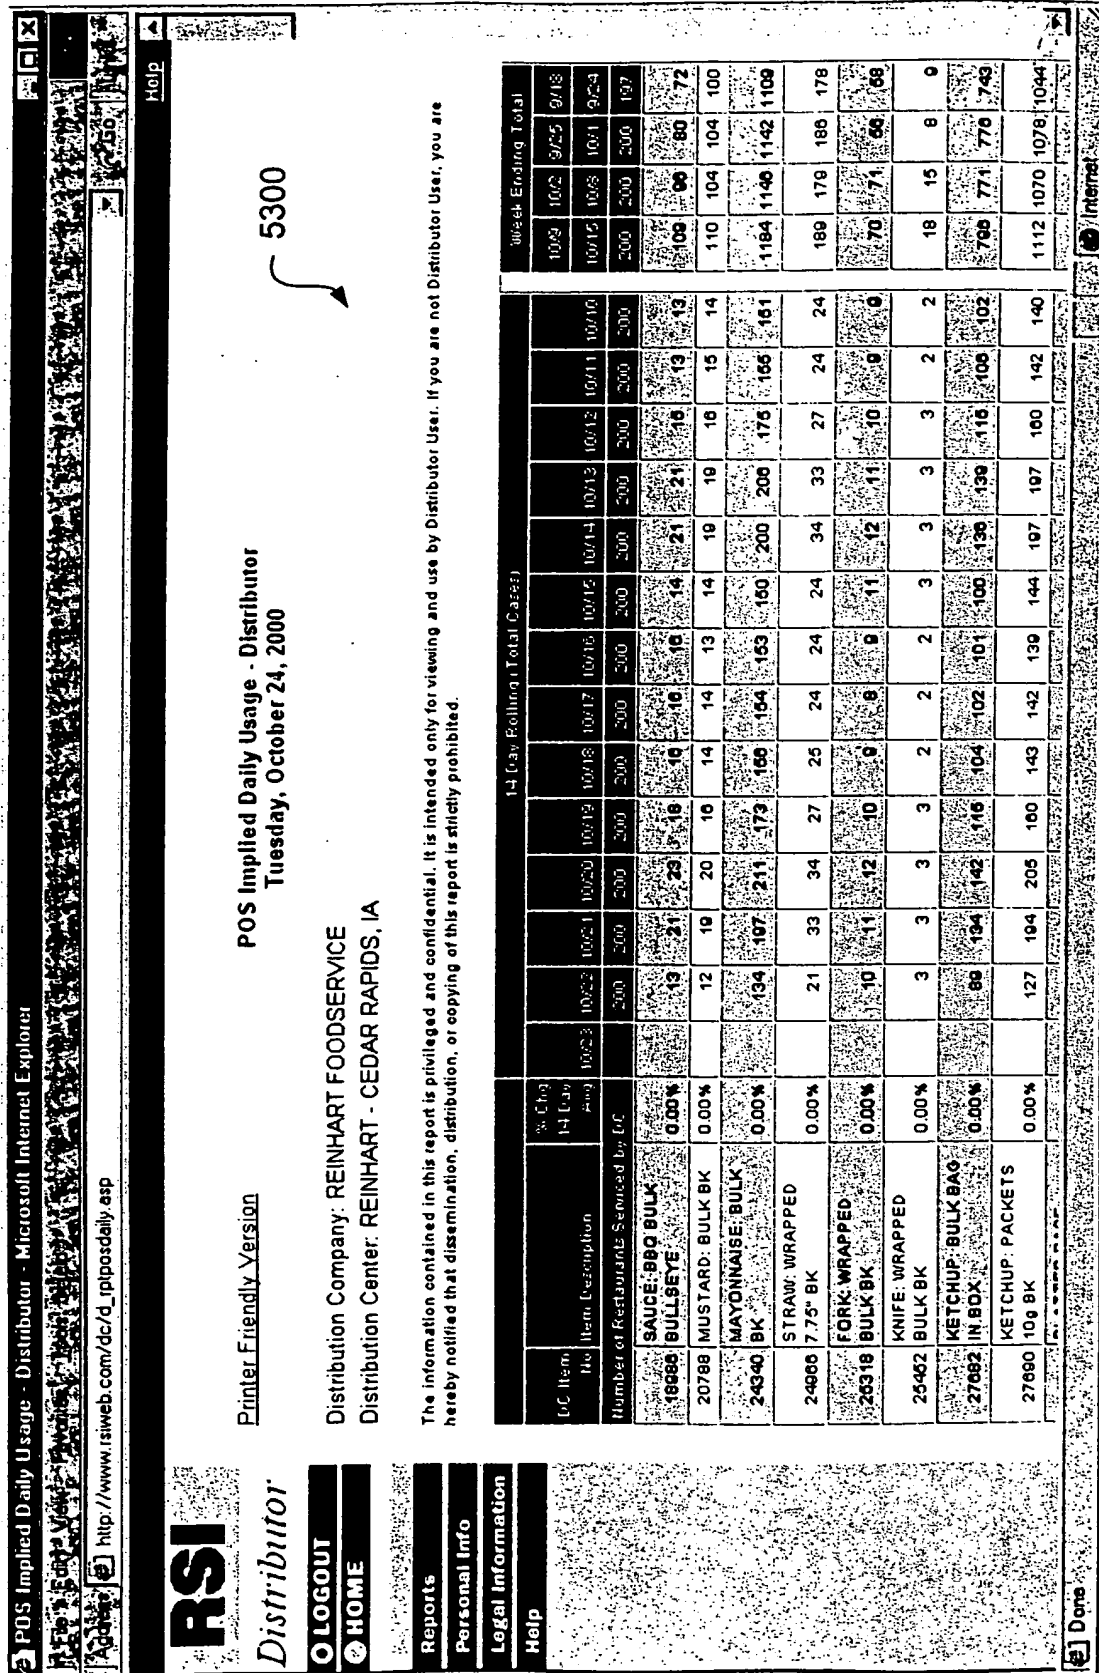 POS Implied Daily Usage - Distributor - Microsoft Internet Explorer
File Edit View Favorites Tools Help
Address http://www.rsiweb.com/dc/d_rptposdaily.asp Go
Help
RSI
Distributor
LOGOUT
HOME
Reports
Personal Info
Legal Information
Help
Printer Friendly Version
POS Implied Daily Usage - Distributor
Tuesday, October 24, 2000
5300
Distribution Company: REINHART FOODSERVICE
Distribution Center: REINHART - CEDAR RAPIDS, IA
The information contained in this report is privileged and confidential. It is intended only for viewing and use by Distributor User. If you are not Distributor User, you are
hereby notified that dissemination, distribution, or copying of this report is strictly prohibited.
14 Day Rolling (Total Cases) Week Ending Total
% Chg 10/9 10/2 9/25 9/18
DC Item No Item Description 14 Day Avg 10/23 10/22 10/21 10/20 10/19 10/18 10/17 10/16 10/15 10/14 10/13 10/12 10/11 10/10 10/15 10/8 10/1 9/24
Number of Restaurants Serviced by DC 200 200 200 200 200 200 200 200 200 200 200 200 200 200 200 200 197
18998 SAUCE: BBQ BULK BULLSEYE 0.00% 13 21 23 18 16 16 16 14 21 21 16 13 13 109 96 80 72
20788 MUSTARD: BULK BK 0.00% 12 19 20 16 14 14 13 14 19 19 16 15 14 110 104 104 100
24340 MAYONNAISE: BULK BK 0.00% 134 197 211 173 156 154 153 150 200 206 175 155 151 1184 1146 1142 1109
24986 STRAW: WRAPPED 7.75" BK 0.00% 21 33 34 27 25 24 24 24 34 33 27 24 24 189 179 186 178
25318 FORK: WRAPPED BULK BK 0.00% 10 11 12 10 9 8 9 11 12 11 10 9 9 70 71 66 68
25462 KNIFE: WRAPPED BULK BK 0.00% 3 3 3 3 2 2 2 3 3 3 3 2 2 18 15 8 9
27682 KETCHUP: BULK BAG IN BOX 0.00% 89 134 142 116 104 102 101 100 138 139 116 106 102 798 771 776 743
27690 KETCHUP: PACKETS 10g BK 0.00% 127 194 205 160 143 142 139 144 197 197 160 142 140 1112 1070 1078 1044
Done Internet